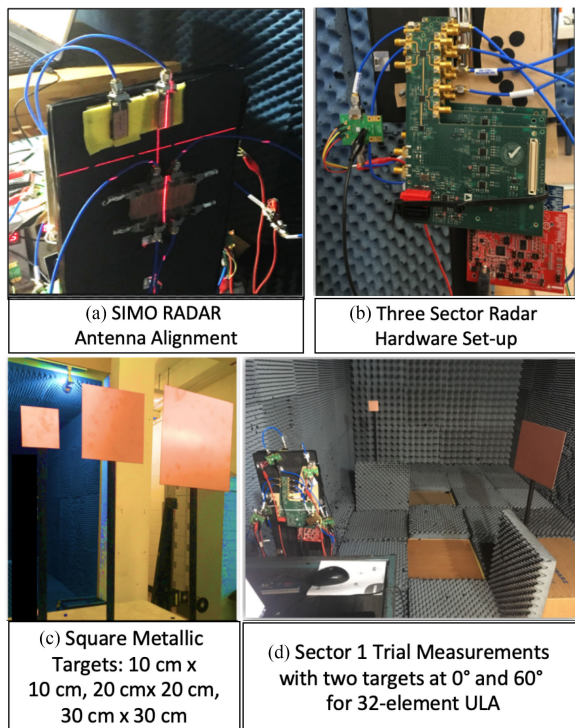 (a) SIMO RADAR
Antenna Alignment
(b) Three Sector Radar
Hardware Set-up
(c) Square Metallic
Targets: 10 cm x
10 cm, 20 cmx 20 cm,
30 cm x 30 cm
(d) Sector 1 Trial Measurements
with two targets at 0° and 60°
for 32-element ULA